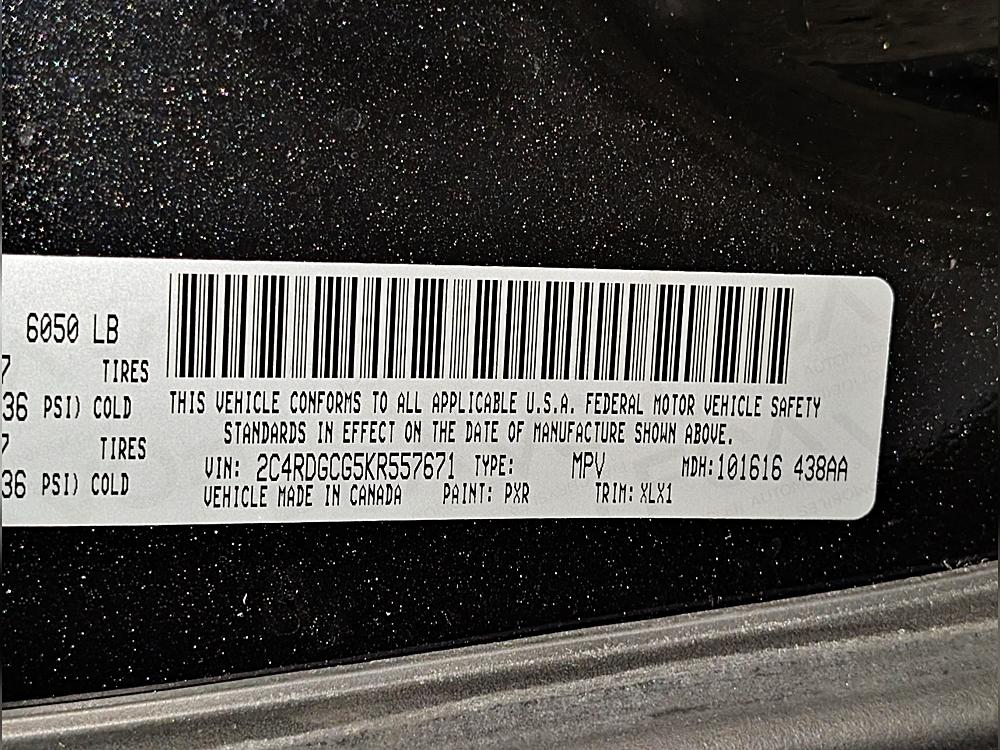 6050 LB
7 TIRES
36 PSI) COLD
7 TIRES
36 PSI) COLD
THIS VEHICLE CONFORMS TO ALL APPLICABLE U.S.A. FEDERAL MOTOR VEHICLE SAFETY
STANDARDS IN EFFECT ON THE DATE OF MANUFACTURE SHOWN ABOVE.
VIN: 2C4RDGCG5KR557671 TYPE: MPV MDH:101616 438AA
VEHICLE MADE IN CANADA PAINT: PXR TRIM: XLX1